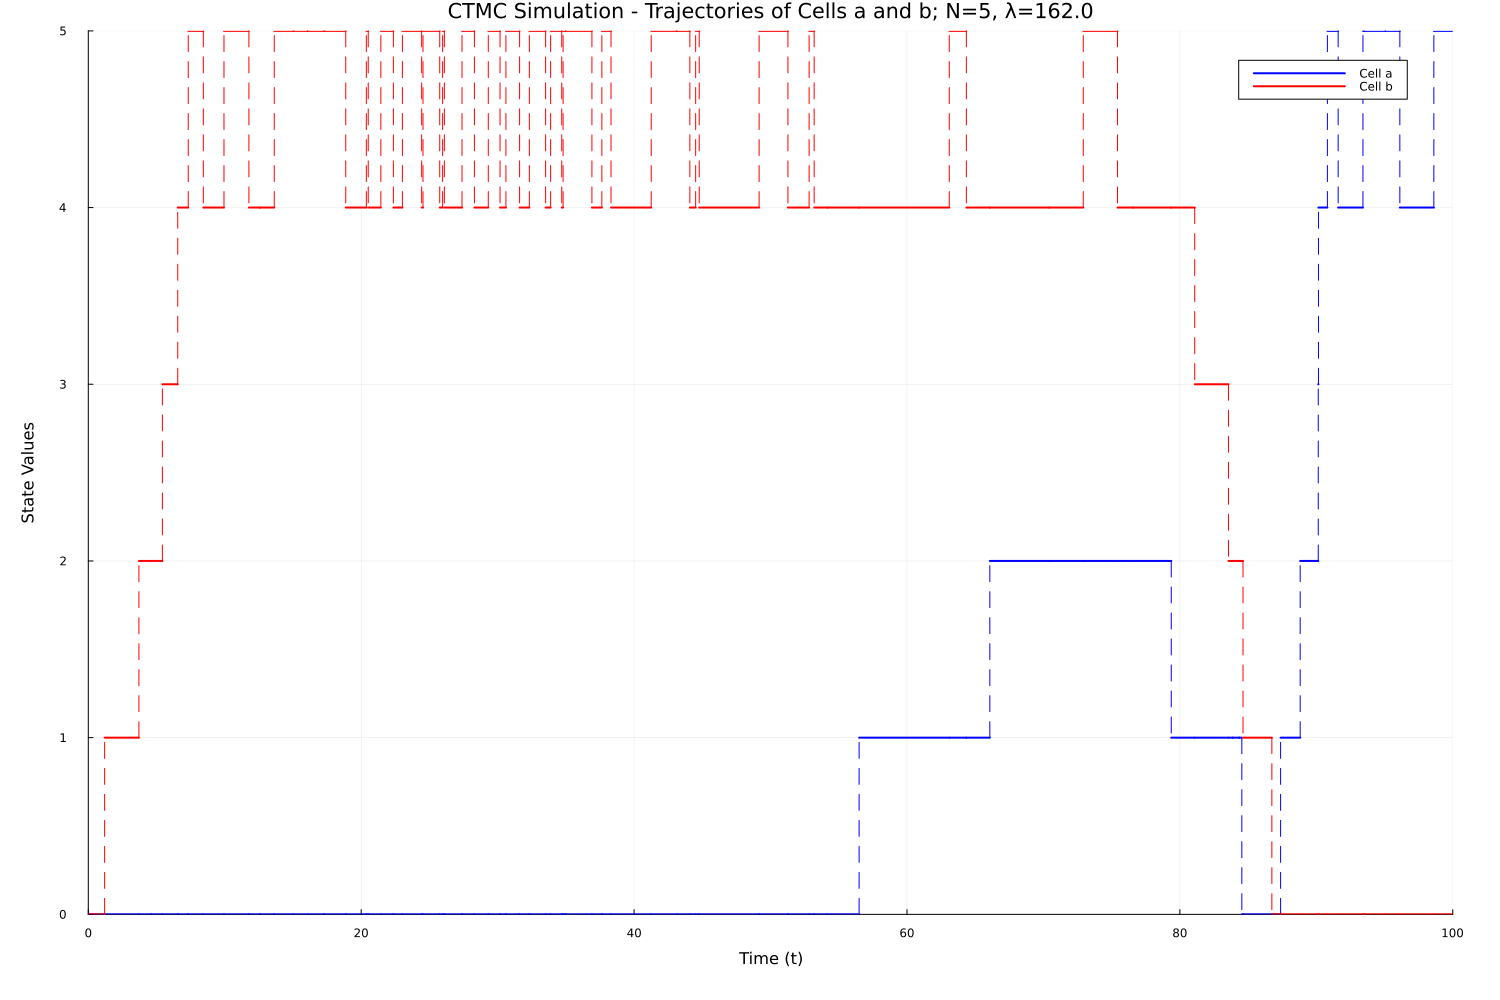 CTMC Simulation - Trajectories of Cells a and b; N=5, λ=162.0
5
Cell a
Cell b
4
3
State Values
2
1
0
0 20 40 60 80 100
Time (t)